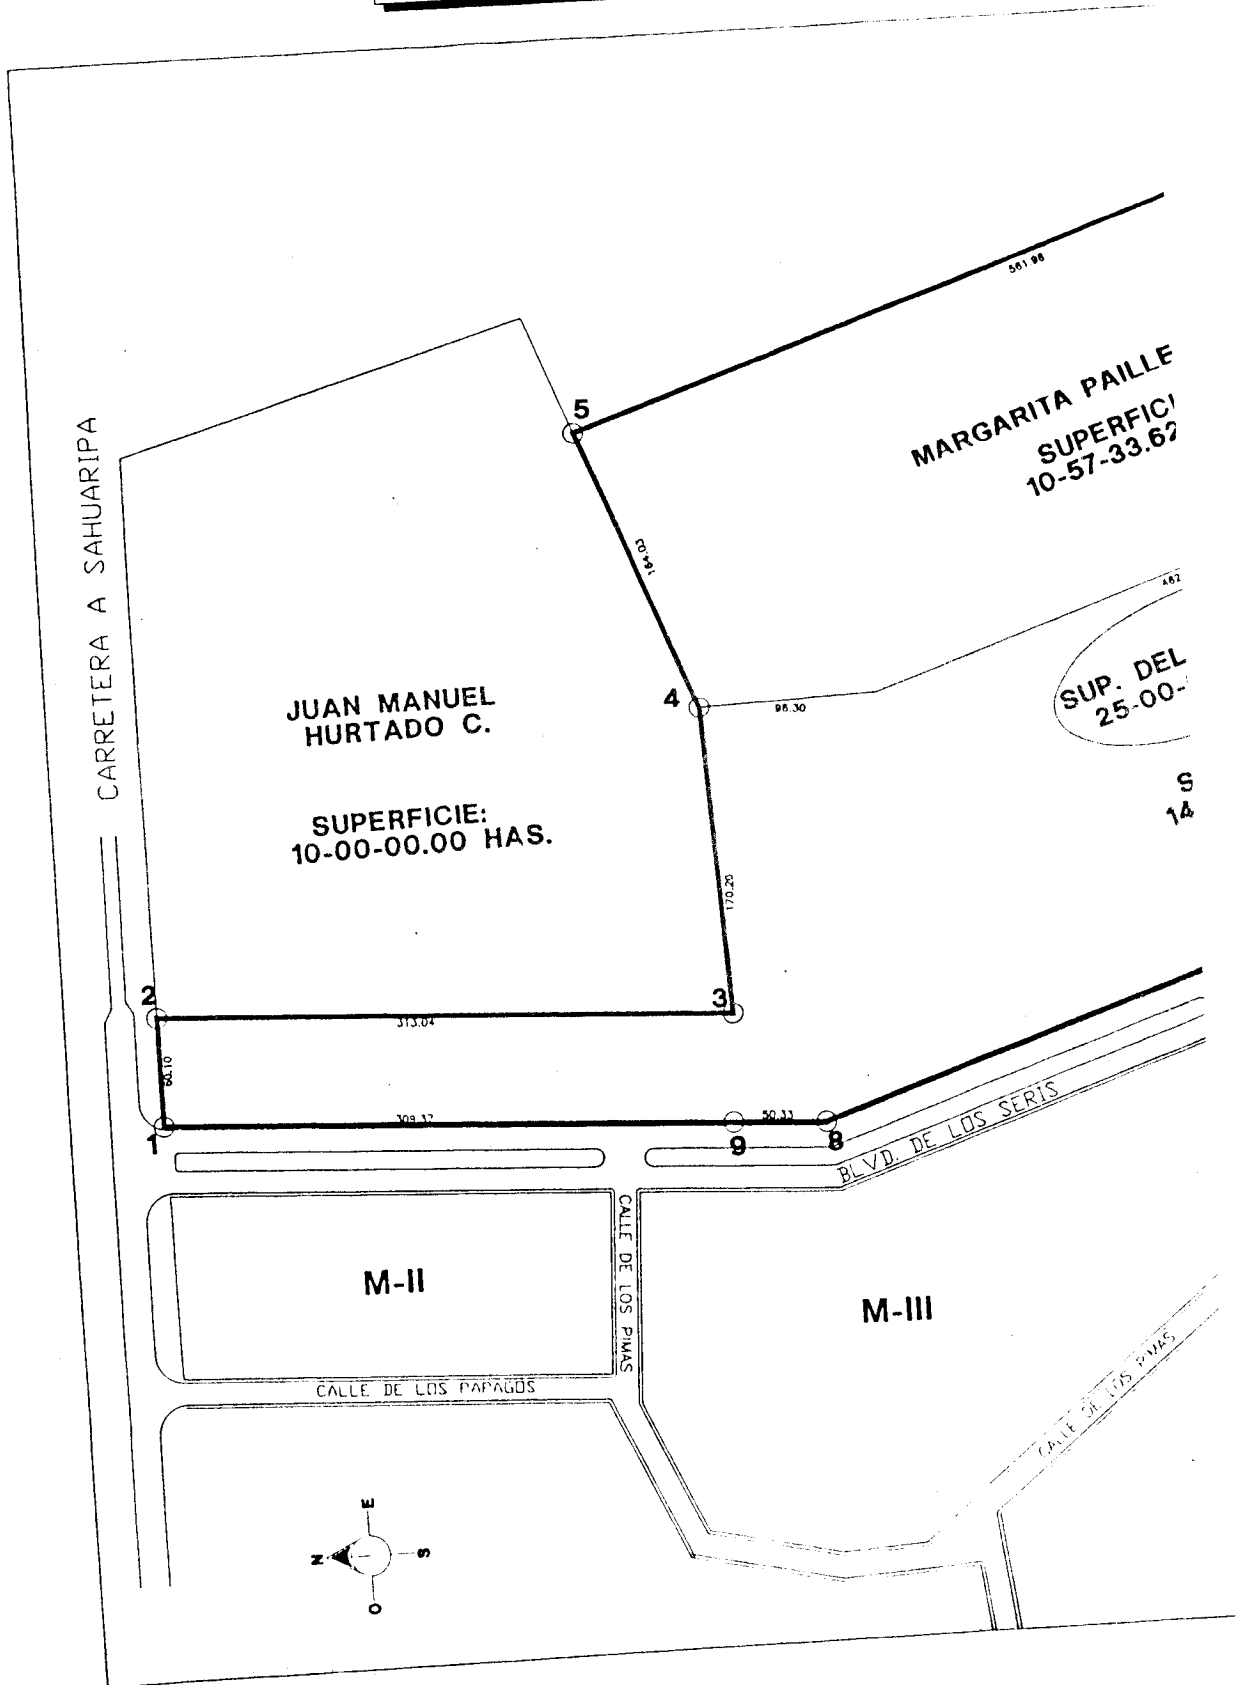 561.96
MARGARITA PAILLE
SUPERFICI
10-57-33.62
5
CARRETERA A SAHUARIPA
164.03
462
SUP. DEL
25-00-
JUAN MANUEL
HURTADO C.
4
96.30
S
14
SUPERFICIE:
10-00-00.00 HAS.
170.20
2
3
313.04
60.10
309.37
50.33
1
9
8
BLVD. DE LOS SERIS
CALLE DE LOS PIMAS
M-II
M-III
CALLE DE LOS PAPAGOS
CALLE DE LOS PIMAS
E
N
S
O